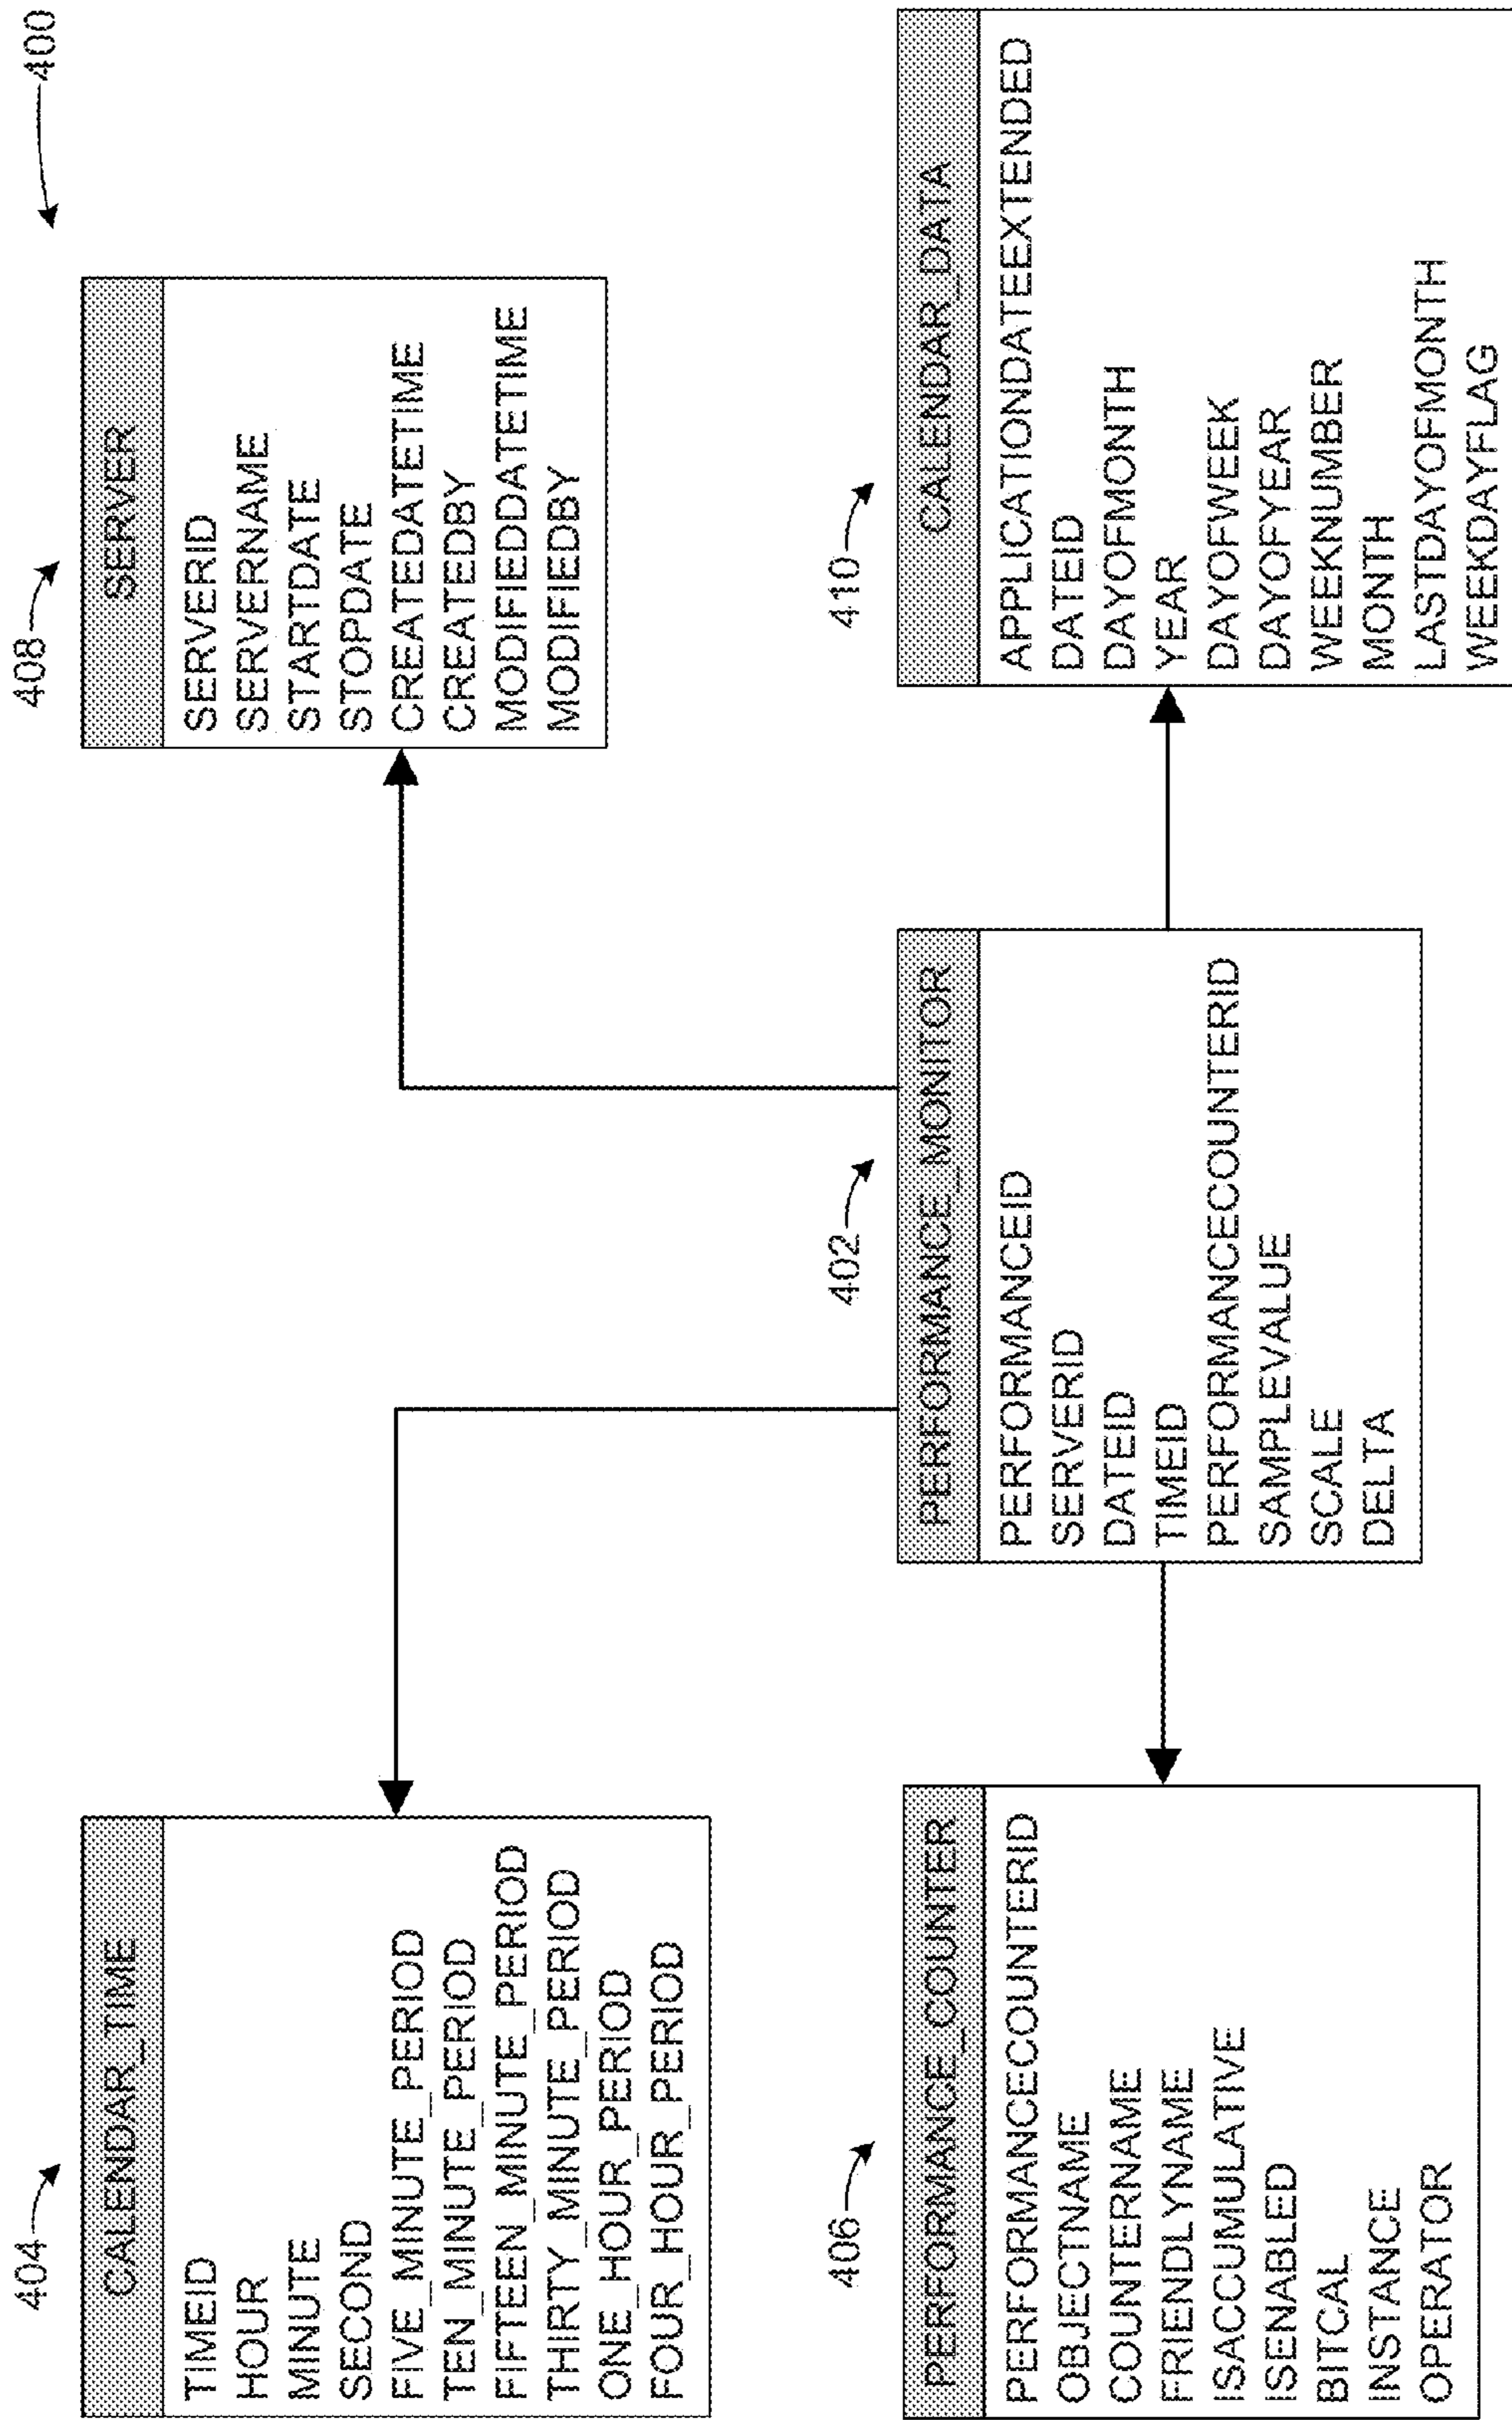 400
404
CALENDAR_TIME
TIMEID
HOUR
MINUTE
SECOND
FIVE_MINUTE_PERIOD
TEN_MINUTE_PERIOD
FIFTEEN_MINUTE_PERIOD
THIRTY_MINUTE_PERIOD
ONE_HOUR_PERIOD
FOUR_HOUR_PERIOD
408
SERVER
SERVERID
SERVERNAME
STARTDATE
STOPDATE
CREATEDATETIME
CREATEDBY
MODIFIEDDATETIME
MODIFIEDBY
406
PERFORMANCE_COUNTER
PERFORMANCECOUNTERID
OBJECTNAME
COUNTERNAME
FRIENDLYNAME
ISACCUMULATIVE
ISENABLED
BITCAL
INSTANCE
OPERATOR
402
PERFORMANCE_MONITOR
PERFORMANCEID
SERVERID
DATEID
TIMEID
PERFORMANCECOUNTERID
SAMPLEVALUE
SCALE
DELTA
410
CALENDAR_DATA
APPLICATIONDATEEXTENDED
DATEID
DAYOFMONTH
YEAR
DAYOFWEEK
DAYOFYEAR
WEEKNUMBER
MONTH
LASTDAYOFMONTH
WEEKDAYFLAG